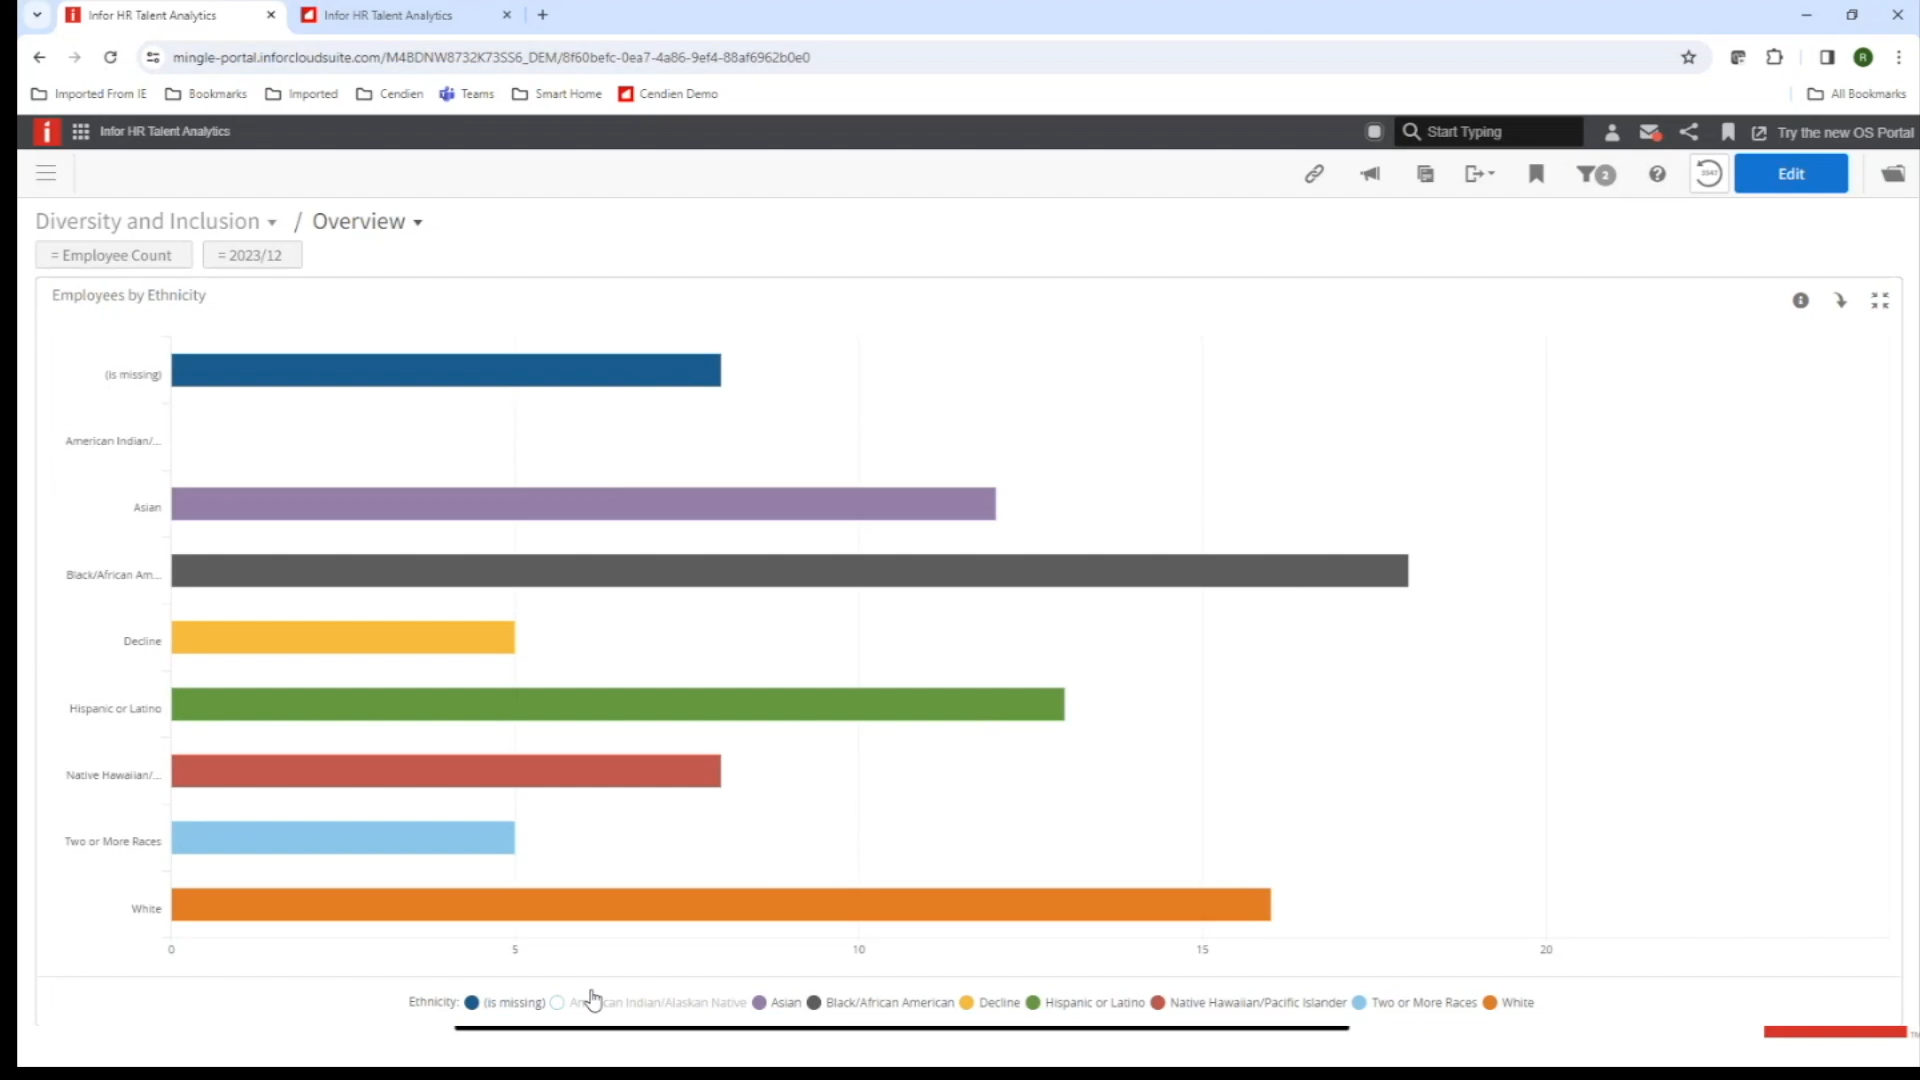 Infor HR Talent Analytics
Infor HR Talent Analytics
mingle-portal.inforcloudsuite.com/M4BDNW8732K73SS6_DEM/8f60befc-0ea7-4a86-9ef4-88af6962b0e0
R
Imported From IE
Bookmarks
Imported
Cendien
Teams
Smart Home
Cendien Demo
All Bookmarks
i
Infor HR Talent Analytics
Start Typing
Try the new OS Portal
2
Edit
Diversity and Inclusion / Overview
= Employee Count
= 2023/12
Employees by Ethnicity
(is missing)
American Indian/...
Asian
Black/African Am...
Decline
Hispanic or Latino
Native Hawaiian/...
Two or More Races
White
0 5 10 15 20
Ethnicity: (is missing) Indian/Alaskan Native Asian Black/African American Decline Hispanic or Latino Native Hawaiian/Pacific Islander Two or More Races White